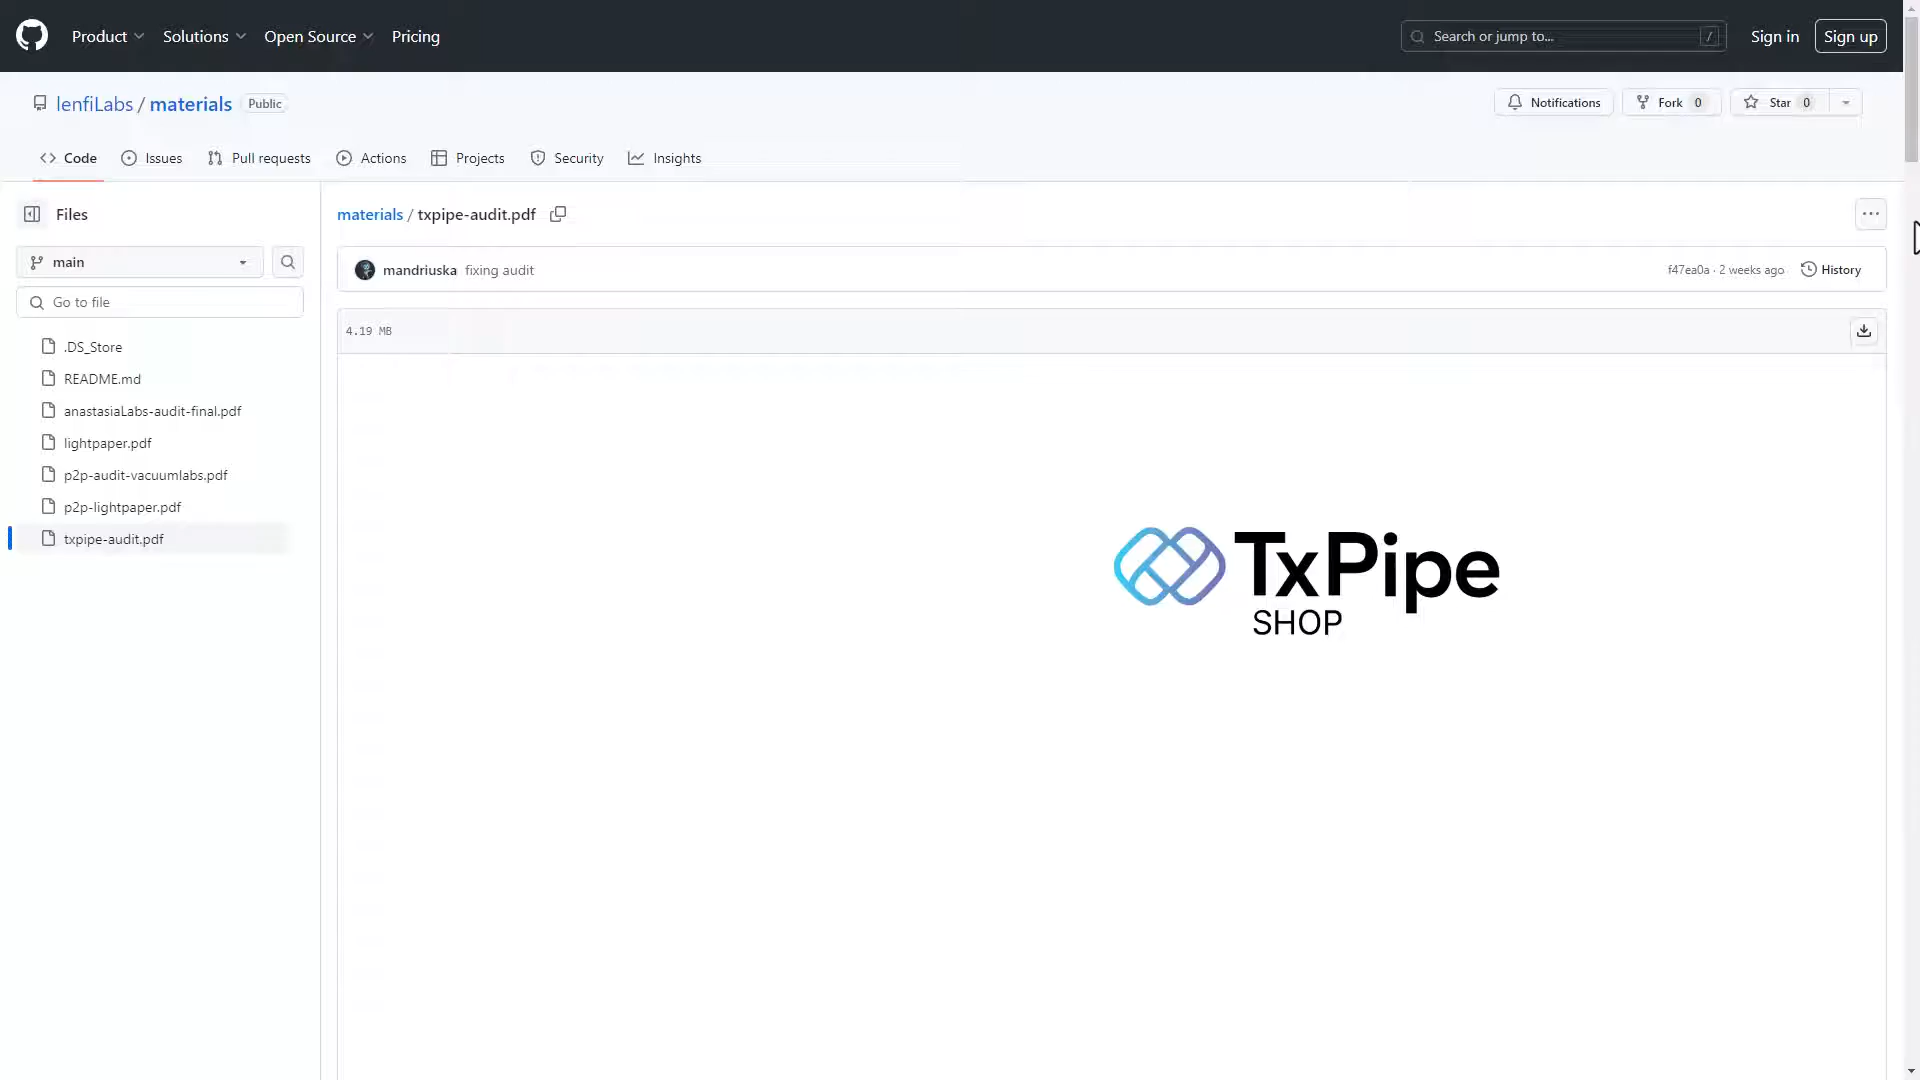 Product Solutions Open Source Pricing Search or jump to... / Sign in Sign up
lenfiLabs / materials Public Notifications Fork 0 Star 0
Code Issues Pull requests Actions Projects Security Insights
Files
materials / txpipe-audit.pdf
main
mandriuska fixing audit f47ea0a · 2 weeks ago History
Go to file
4.19 MB
.DS_Store
README.md
anastasiaLabs-audit-final.pdf
lightpaper.pdf
p2p-audit-vacuumlabs.pdf
p2p-lightpaper.pdf
txpipe-audit.pdf
TxPipe
SHOP